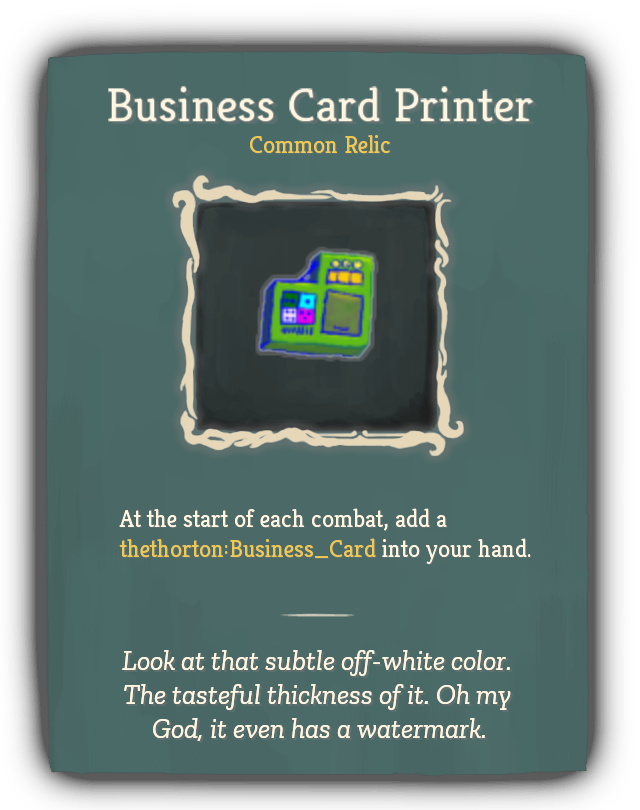 Business Card Printer
Common Relic
At the start of each combat, add a
thethorton:Business_Card into your hand.
Look at that subtle off-white color.
The tasteful thickness of it. Oh my
God, it even has a watermark.